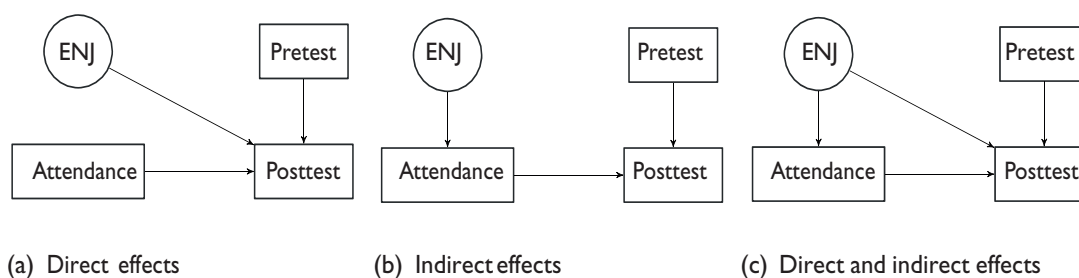 ENJ Pretest ENJ Pretest ENJ Pretest
Attendance Posttest Attendance Posttest Attendance Posttest
(a) Direct effects (b) Indirect effects (c) Direct and indirect effects